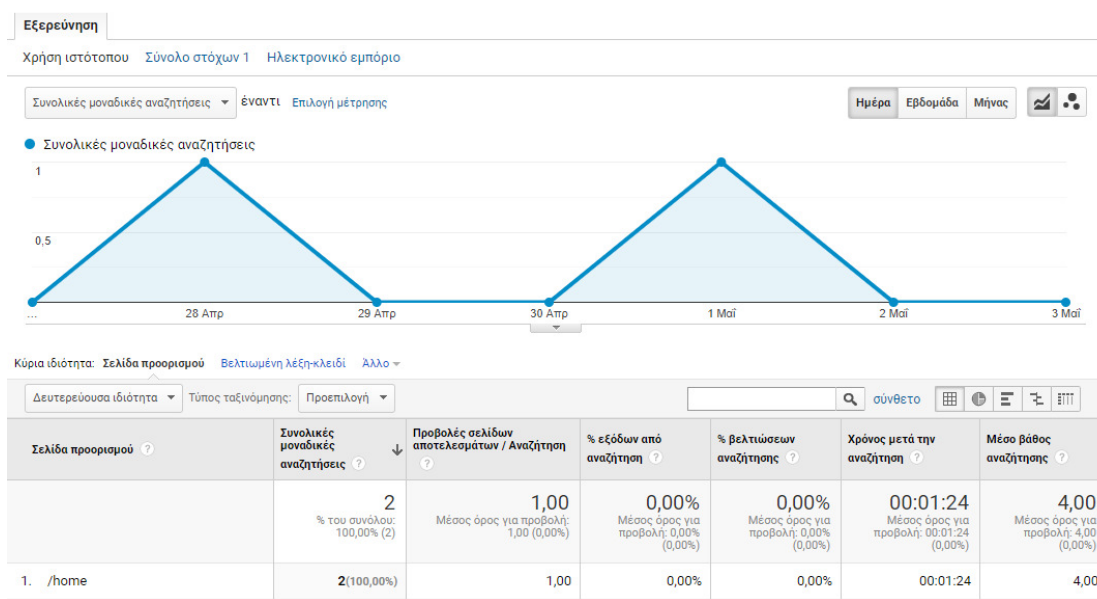 Εξερεύνηση
Χρήση ιστότοπου Σύνολο στόχων 1 Ηλεκτρονικό εμπόριο
Συνολικές μοναδικές αναζητήσεις έναντι Επιλογή μέτρησης Ημέρα Εβδομάδα Μήνας
Συνολικές μοναδικές αναζητήσεις
1
0,5
... 28 Απρ 29 Απρ 30 Απρ 1 Μαΐ 2 Μαΐ 3 Μαΐ
Κύρια ιδιότητα: Σελίδα προορισμού Βελτιωμένη λέξη-κλειδί Άλλο
Δευτερεύουσα ιδιότητα Τύπος ταξινόμησης: Προεπιλογή σύνθετο
Σελίδα προορισμού ?
Συνολικές
μοναδικές
αναζητήσεις ?
Προβολές σελίδων
αποτελεσμάτων / Αναζήτηση
?
% εξόδων από
αναζήτηση ?
% βελτιώσεων
αναζήτησης ?
Χρόνος μετά την
αναζήτηση ?
Μέσο βάθος
αναζήτησης ?
2
% του συνόλου:
100,00% (2)
1,00
Μέσος όρος για προβολή:
1,00 (0,00%)
0,00%
Μέσος όρος για
προβολή: 0,00%
(0,00%)
0,00%
Μέσος όρος για
προβολή: 0,00%
(0,00%)
00:01:24
Μέσος όρος για
προβολή: 00:01:24
(0,00%)
4,00
Μέσος όρος για
προβολή: 4,00
(0,00%)
1. /home 2(100,00%) 1,00 0,00% 0,00% 00:01:24 4,00